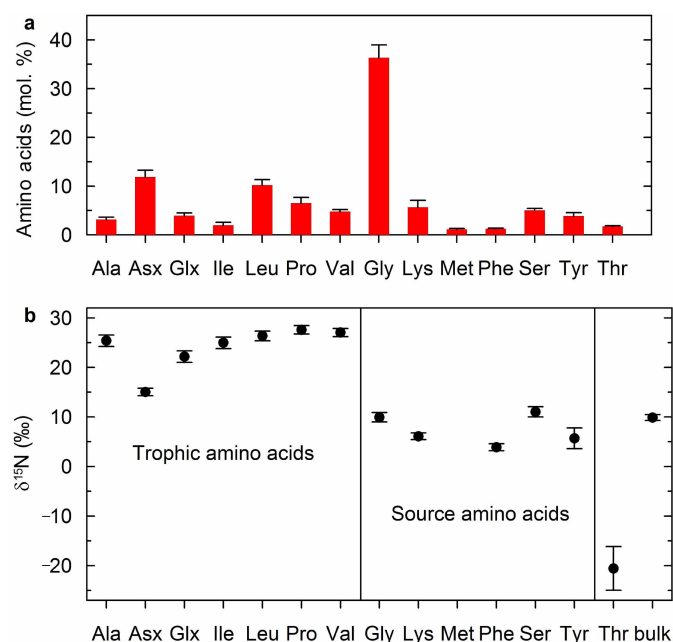 a
Amino acids (mol. %)
40
30
20
10
0
Ala Asx Glx Ile Leu Pro Val Gly Lys Met Phe Ser Tyr Thr
b
δ¹⁵N (‰)
30
20
10
0
−10
−20
Trophic amino acids
Source amino acids
Ala Asx Glx Ile Leu Pro Val Gly Lys Met Phe Ser Tyr Thr bulk